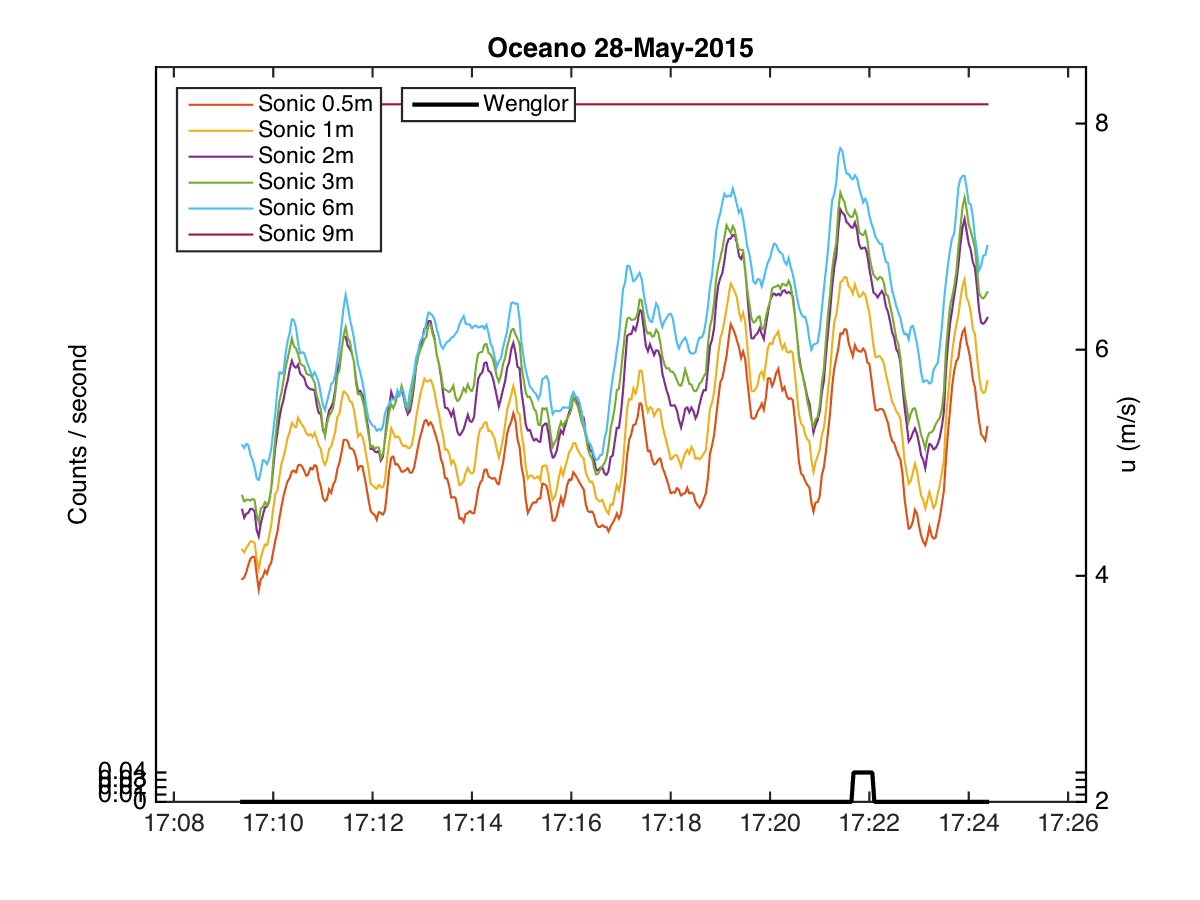 Oceano 28-May-2015
Sonic 0.5m
Sonic 1m
Sonic 2m
Sonic 3m
Sonic 6m
Sonic 9m
Wenglor
Counts / second
u (m/s)
8
6
4
2
0.04
0.01
0
17:08 17:10 17:12 17:14 17:16 17:18 17:20 17:22 17:24 17:26